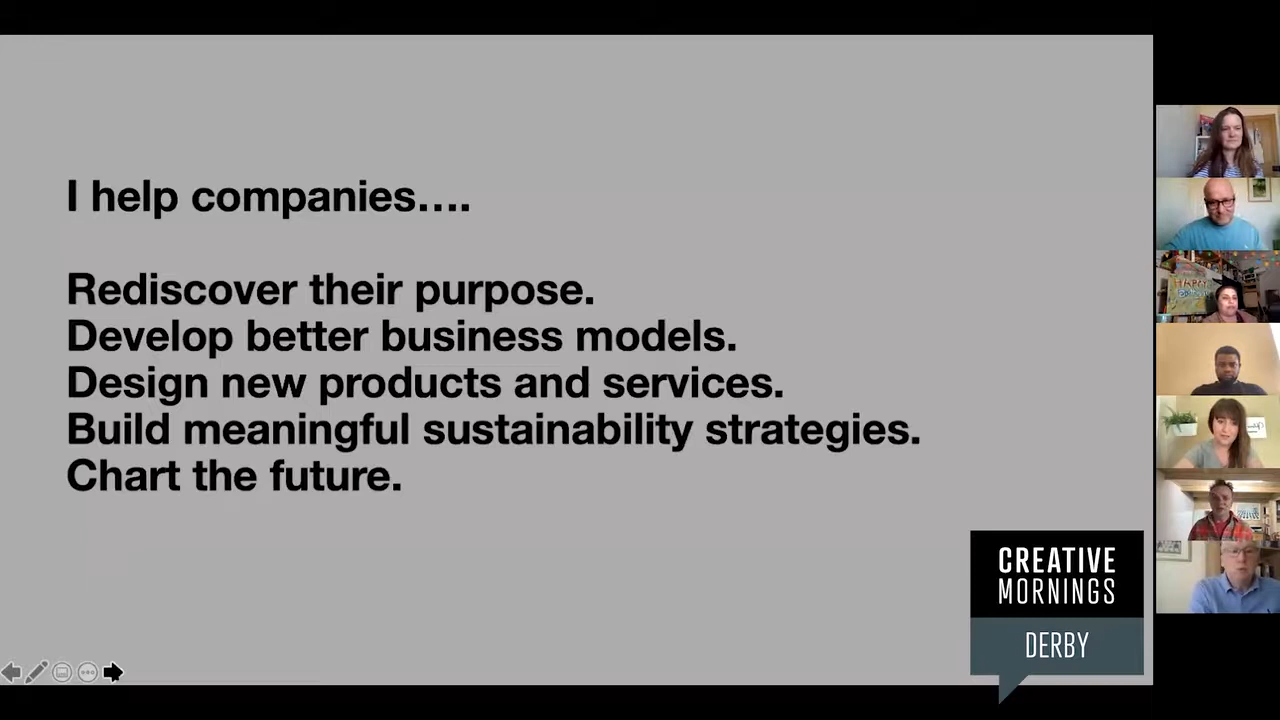 I help companies....
Rediscover their purpose.
Develop better business models.
Design new products and services.
Build meaningful sustainability strategies.
Chart the future.
CREATIVE
MORNINGS
DERBY
HAPPY